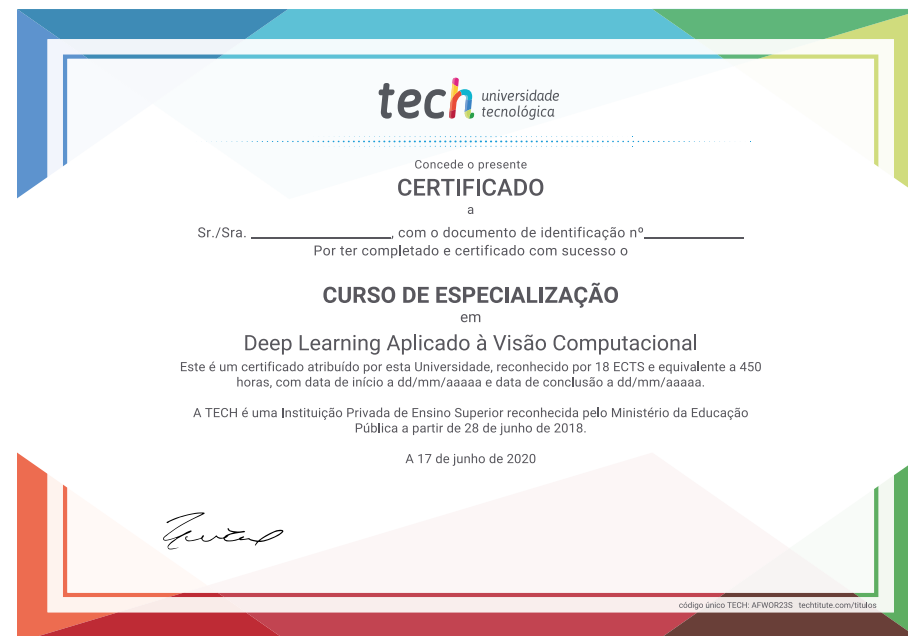 tech universidade
tecnológica
Concede o presente
CERTIFICADO
a
Sr./Sra. ____________________, com o documento de identificação nº______________
Por ter completado e certificado com sucesso o
CURSO DE ESPECIALIZAÇÃO
em
Deep Learning Aplicado à Visão Computacional
Este é um certificado atribuído por esta Universidade, reconhecido por 18 ECTS e equivalente a 450
horas, com data de início a dd/mm/aaaaa e data de conclusão a dd/mm/aaaaa.
A TECH é uma Instituição Privada de Ensino Superior reconhecida pelo Ministério da Educação
Pública a partir de 28 de junho de 2018.
A 17 de junho de 2020
código único TECH: AFWOR23S techtitute.com/titulos